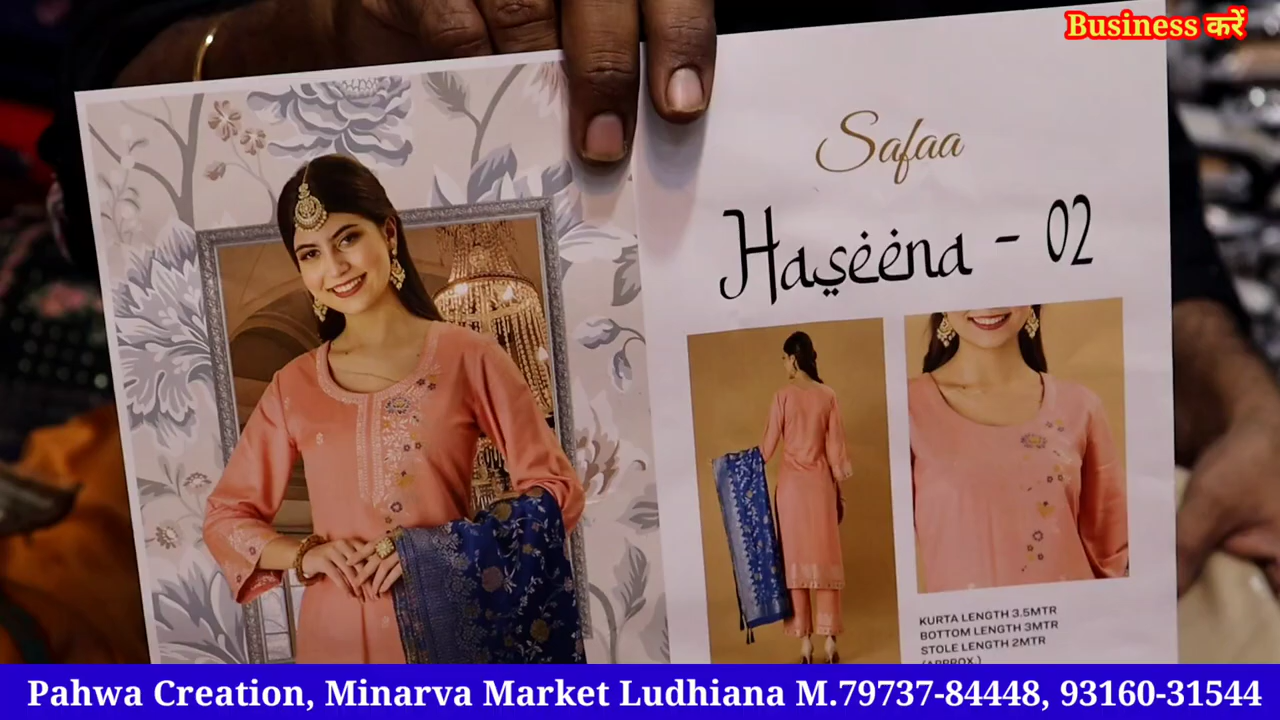 Business करें
Safaa
Haseena - 02
KURTA LENGTH 3.5MTR
BOTTOM LENGTH 3MTR
STOLE LENGTH 2MTR
(APPROX.)
Pahwa Creation, Minarva Market Ludhiana M.79737-84448, 93160-31544